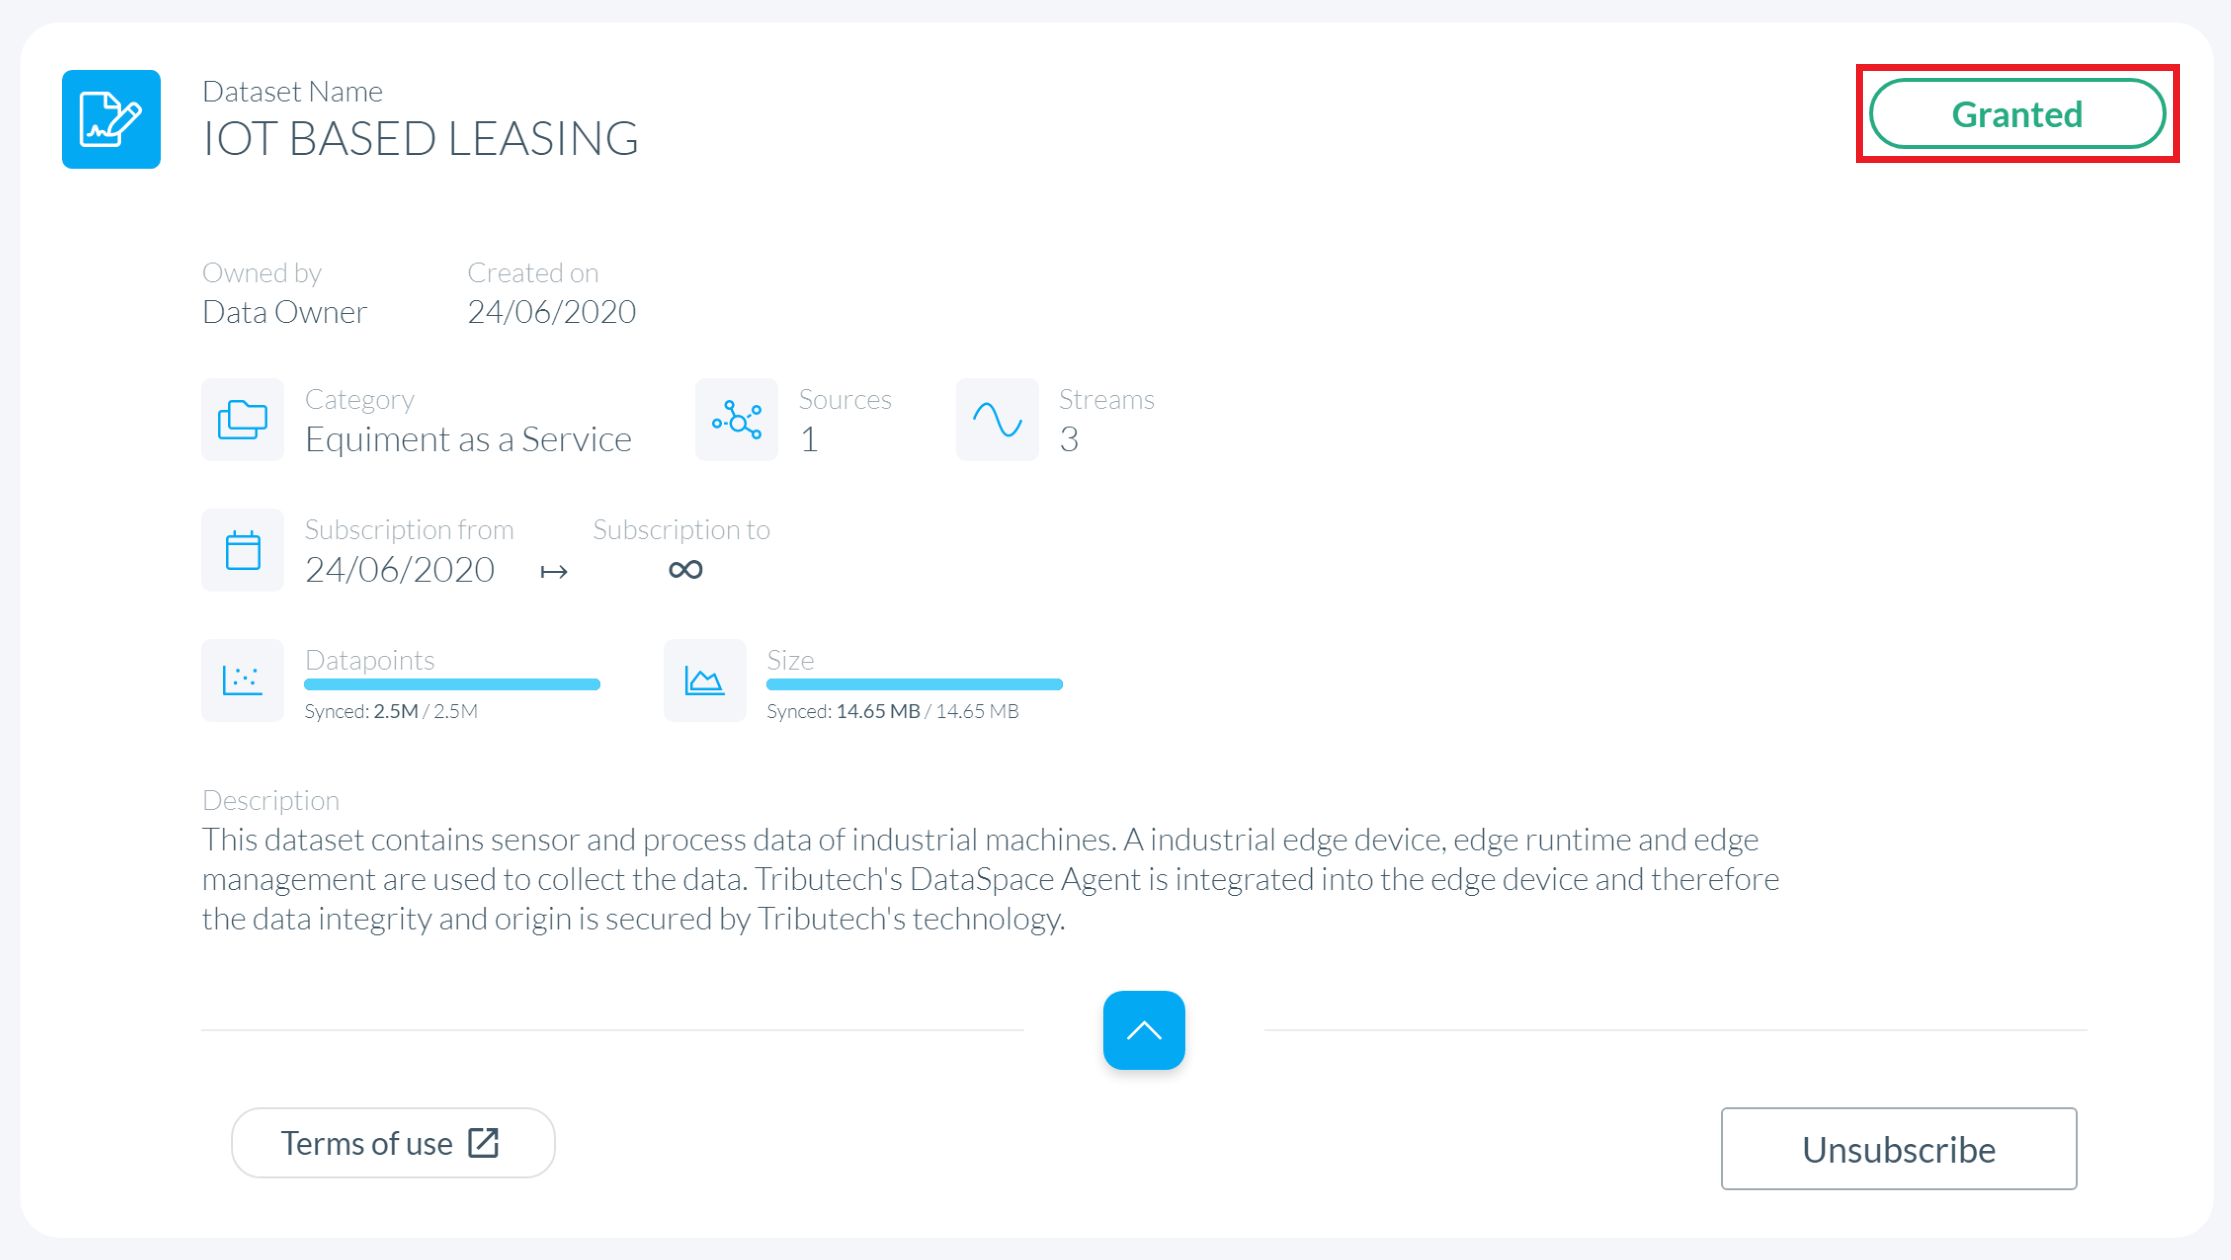 Dataset Name
IOT BASED LEASING
Granted
Owned by
Data Owner
Created on
24/06/2020
Category
Equiment as a Service
Sources
1
Streams
3
Subscription from
24/06/2020
↦
Subscription to
∞
Datapoints
Synced: 2.5M / 2.5M
Size
Synced: 14.65 MB / 14.65 MB
Description
This dataset contains sensor and process data of industrial machines. A industrial edge device, edge runtime and edge
management are used to collect the data. Tributech's DataSpace Agent is integrated into the edge device and therefore
the data integrity and origin is secured by Tributech's technology.
Terms of use
Unsubscribe